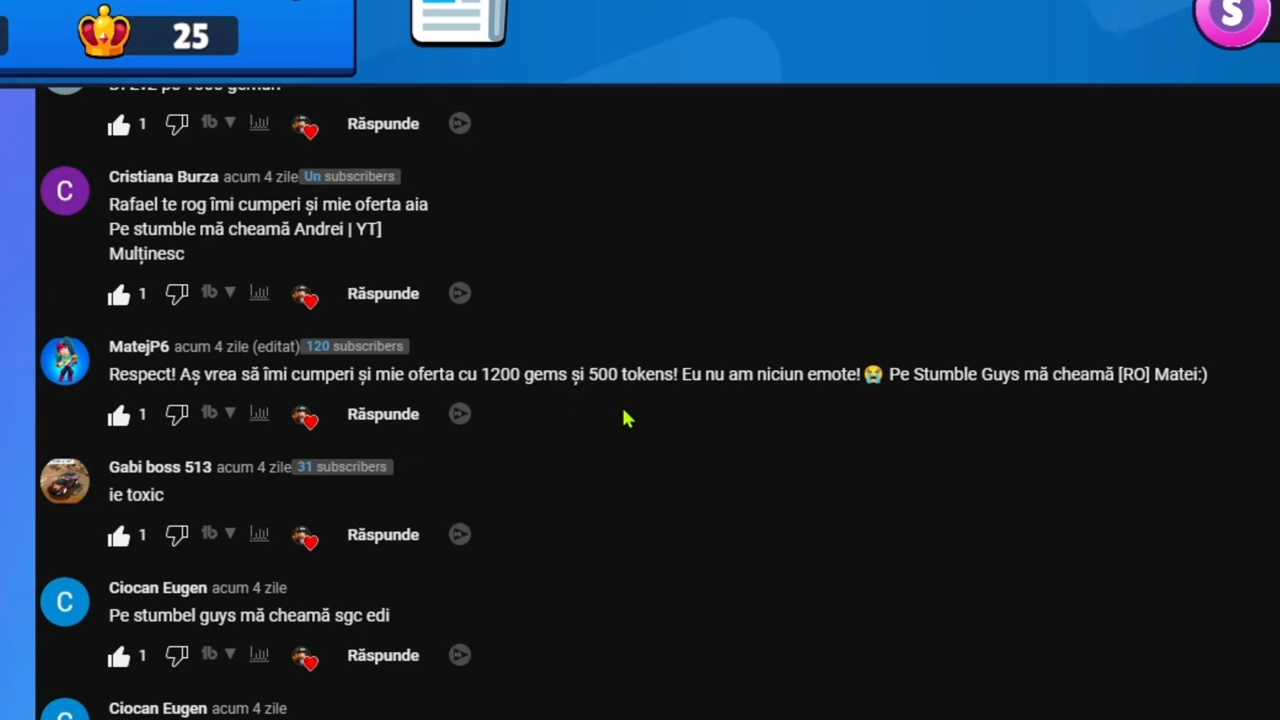 25
S
1
Răspunde
Cristiana Burza acum 4 zile Un subscribers
Rafael te rog îmi cumperi și mie oferta aia
Pe stumble mă cheamă Andrei | YT]
Mulținesc
1
Răspunde
MatejP6 acum 4 zile (editat) 120 subscribers
Respect! Aș vrea să îmi cumperi și mie oferta cu 1200 gems și 500 tokens! Eu nu am niciun emote! 😭 Pe Stumble Guys mă cheamă [RO] Matei:)
1
Răspunde
Gabi boss 513 acum 4 zile 31 subscribers
ie toxic
1
Răspunde
Ciocan Eugen acum 4 zile
Pe stumbel guys mă cheamă sgc edi
1
Răspunde
Ciocan Eugen acum 4 zile